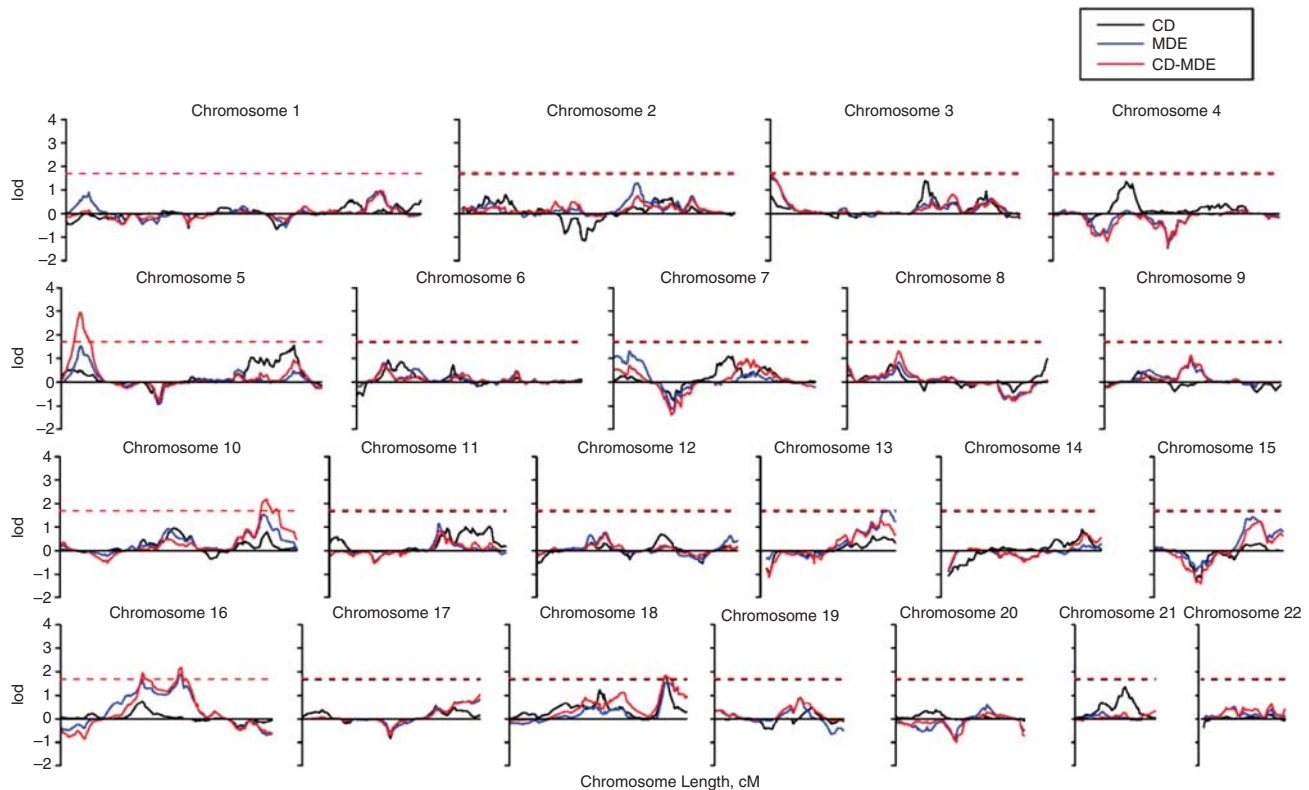 CD
MDE
CD-MDE
Chromosome 1
Chromosome 2
Chromosome 3
Chromosome 4
lod
4
3
2
1
0
−1
−2
Chromosome 5
Chromosome 6
Chromosome 7
Chromosome 8
Chromosome 9
lod
4
3
2
1
0
−1
−2
Chromosome 10
Chromosome 11
Chromosome 12
Chromosome 13
Chromosome 14
Chromosome 15
lod
4
3
2
1
0
−1
−2
Chromosome 16
Chromosome 17
Chromosome 18
Chromosome 19
Chromosome 20
Chromosome 21
Chromosome 22
lod
4
3
2
1
0
−1
−2
Chromosome Length, cM